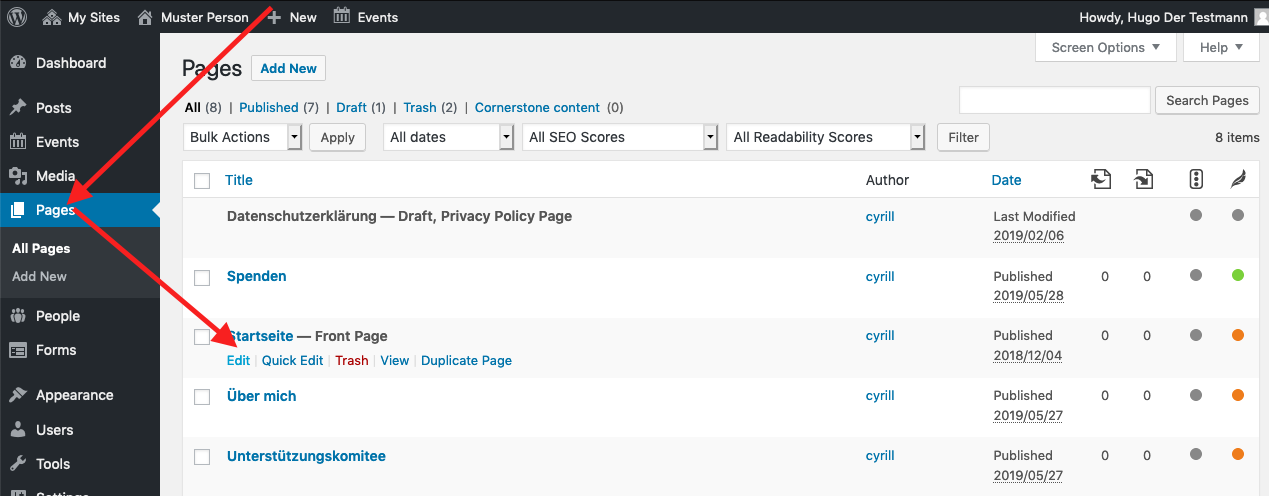 My Sites Muster Person New Events Howdy, Hugo Der Testmann
Screen Options Help
Dashboard
Posts
Events
Media
Pages
All Pages
Add New
People
Forms
Appearance
Users
Tools
Settings
Pages Add New
All (8) | Published (7) | Draft (1) | Trash (2) | Cornerstone content (0)
Search Pages
Bulk Actions Apply All dates All SEO Scores All Readability Scores Filter 8 items
Title Author Date
Datenschutzerklärung — Draft, Privacy Policy Page cyrill Last Modified
2019/02/06
Spenden cyrill Published 0 0
2019/05/28
Startseite — Front Page cyrill Published 0 0
Edit | Quick Edit | Trash | View | Duplicate Page 2018/12/04
Über mich cyrill Published 0 0
2019/05/27
Unterstützungskomitee cyrill Published 0 0
2019/05/27